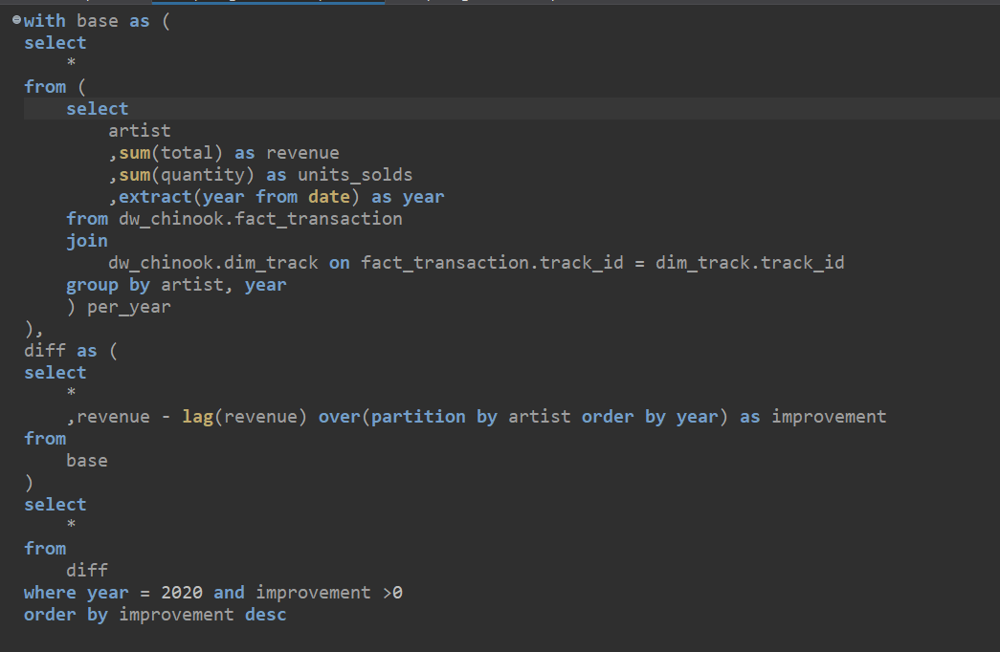 with base as (
select
*
from (
select
artist
,sum(total) as revenue
,sum(quantity) as units_solds
,extract(year from date) as year
from dw_chinook.fact_transaction
join
dw_chinook.dim_track on fact_transaction.track_id = dim_track.track_id
group by artist, year
) per_year
),
diff as (
select
*
,revenue - lag(revenue) over(partition by artist order by year) as improvement
from
base
)
select
*
from
diff
where year = 2020 and improvement >0
order by improvement desc